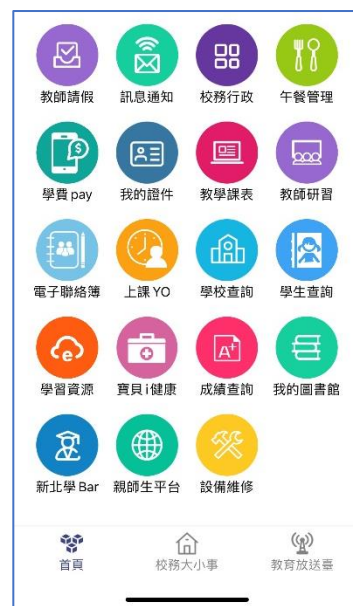 教師請假 訊息通知 校務行政 午餐管理
學費 pay 我的證件 教學課表 教師研習
電子聯絡簿 上課 YO 學校查詢 學生查詢
e A+
學習資源 寶貝 i 健康 成績查詢 我的圖書館
新北學 Bar 親師生平台 設備維修
首頁 校務大小事 教育放送臺